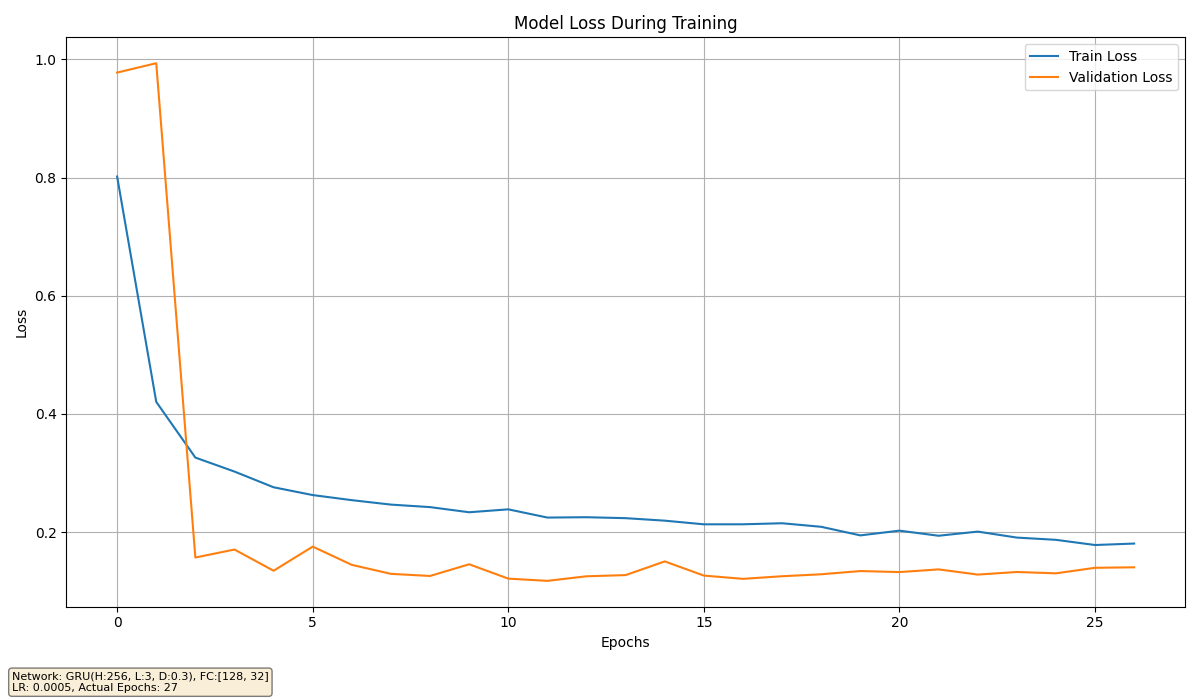 Model Loss During Training
Train Loss
Validation Loss
1.0
0.8
0.6
0.4
0.2
Loss
0
5
10
15
20
25
Epochs
Network: GRU(H:256, L:3, D:0.3), FC:[128, 32]
LR: 0.0005, Actual Epochs: 27